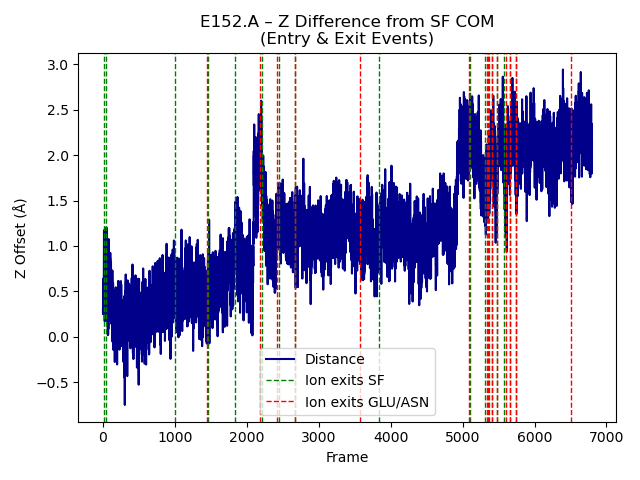 E152.A – Z Difference from SF COM
(Entry & Exit Events)
3.0
2.5
2.0
1.5
1.0
0.5
0.0
−0.5
Z Offset (Å)
Distance
Ion exits SF
Ion exits GLU/ASN
0 1000 2000 3000 4000 5000 6000 7000
Frame